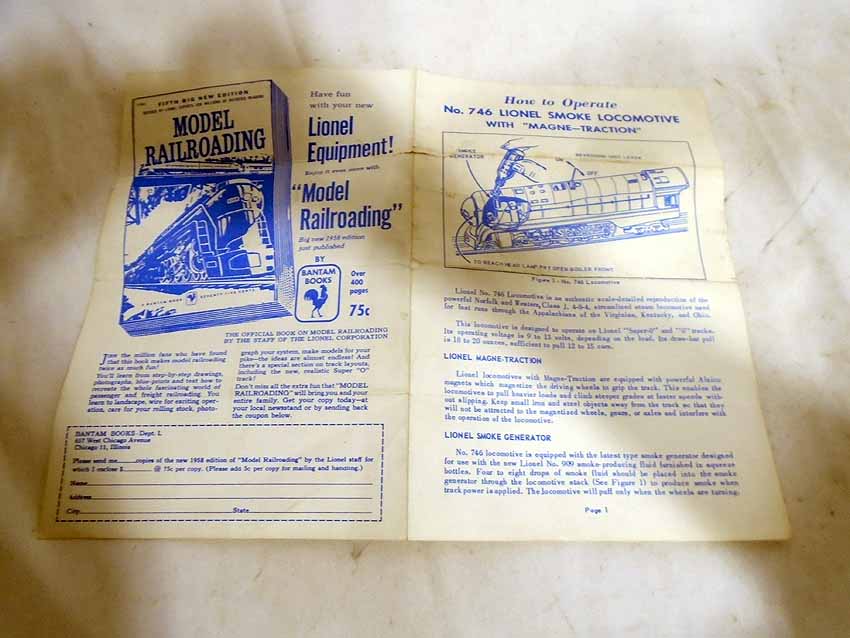 FIFTH BIG NEW EDITION
MODEL
RAILROADING
A BANTAM BOOK SEVENTY-FIVE CENTS
Have fun
with your new
Lionel
Equipment!
Enjoy it even more with
"Model
Railroading"
Big new 1958 edition
just published
BY
BANTAM
BOOKS
Over
400
pages
75c
THE OFFICIAL BOOK ON MODEL RAILROADING
BY THE STAFF OF THE LIONEL CORPORATION
JOIN the million fans who have found
that this book makes model railroading
twice as much fun!
You'll learn from step-by-step drawings,
photographs, blue-prints and text how to
recreate the whole fascinating world of
passenger and freight railroading. You
learn to landscape, wire for exciting oper-
ation, care for your rolling stock, photo-
graph your system, make models for your
pike—the ideas are almost endless! And
there's a special section on track layouts,
including the new, realistic Super "O"
track!
Don't miss all the extra fun that "MODEL
RAILROADING" will bring you and your
entire family. Get your copy today—at
your local newsstand or by sending back
the coupon below.
BANTAM BOOKS-Dept. L
657 West Chicago Avenue
Chicago 11, Illinois
Please send me copies of the new 1958 edition of "Model Railroading" by the Lionel staff for
which I enclose $ @ 75c per copy. (Please add 5c per copy for mailing and handling.)
Name
Address
City State
How to Operate
No. 746 LIONEL SMOKE LOCOMOTIVE
WITH "MAGNE-TRACTION"
SMOKE
GENERATOR
ON
REVERSING UNIT LEVER
OFF
TO REACH HEAD LAMP PRY OPEN BOILER FRONT
Figure 1 - No. 746 Locomotive
Lionel No. 746 Locomotive is an authentic scale-detailed reproduction of the
powerful Norfolk and Western, Class J, 4-8-4, streamlined steam locomotive used
for fast runs through the Appalachians of the Virginias, Kentucky, and Ohio.
This locomotive is designed to operate on Lionel "Super-0" and "0" tracks.
Its operating voltage is 9 to 15 volts, depending on the load. Its draw-bar pull
is 18 to 20 ounces, sufficient to pull 12 to 15 cars.
LIONEL MAGNE-TRACTION
Lionel locomotives with Magne-Traction are equipped with powerful Alnico
magnets which magnetize the driving wheels to grip the track. This enables the
locomotives to pull heavier loads and climb steeper grades at faster speeds with-
out slipping. Keep small iron and steel objects away from the track so that they
will not be attracted to the magnetized wheels, gears, or axles and interfere with
the operation of the locomotive.
LIONEL SMOKE GENERATOR
No. 746 locomotive is equipped with the latest type smoke generator designed
for use with the new Lionel No. 909 smoke-producing fluid furnished in squeeze
bottles. Four to eight drops of smoke fluid should be placed into the smoke
generator through the locomotive stack (See Figure 1) to produce smoke when
track power is applied. The locomotive will puff only when the wheels are turning.
Page 1